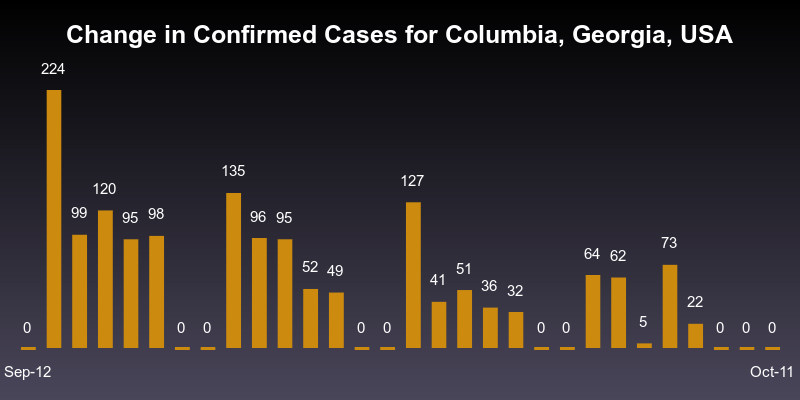 Change in Confirmed Cases for Columbia, Georgia, USA
0 224 99 120 95 98 0 0 135 96 95 52 49 0 0 127 41 51 36 32 0 0 64 62 5 73 22 0 0 0
Sep-12 Oct-11